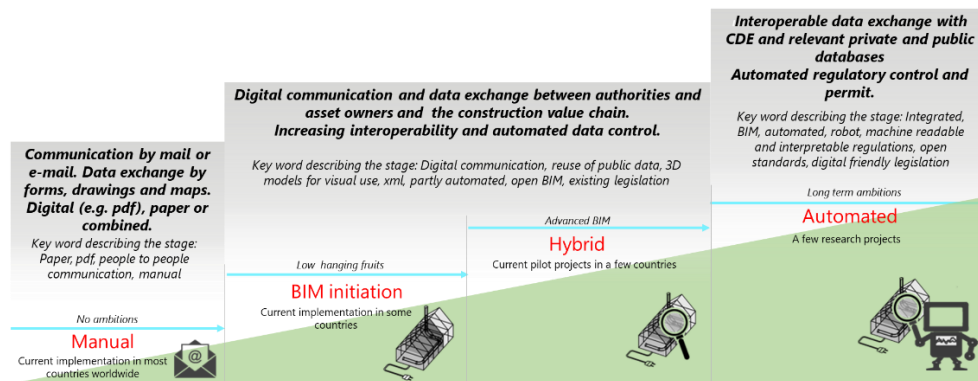 Communication by mail or
e-mail. Data exchange by
forms, drawings and maps.
Digital (e.g. pdf), paper or
combined.
Key word describing the stage:
Paper, pdf, people to people
communication, manual
No ambitions
Manual
Current implementation in most
countries worldwide
@
Digital communication and data exchange between authorities and
asset owners and the construction value chain.
Increasing interoperability and automated data control.
Key word describing the stage: Digital communication, reuse of public data, 3D
models for visual use, xml, partly automated, open BIM, existing legislation
Low hanging fruits
BIM initiation
Current implementation in some
countries
Advanced BIM
Hybrid
Current pilot projects in a few countries
Interoperable data exchange with
CDE and relevant private and public
databases
Automated regulatory control and
permit.
Key word describing the stage: Integrated,
BIM, automated, robot, machine readable
and interpretable regulations, open
standards, digital friendly legislation
Long term ambitions
Automated
A few research projects